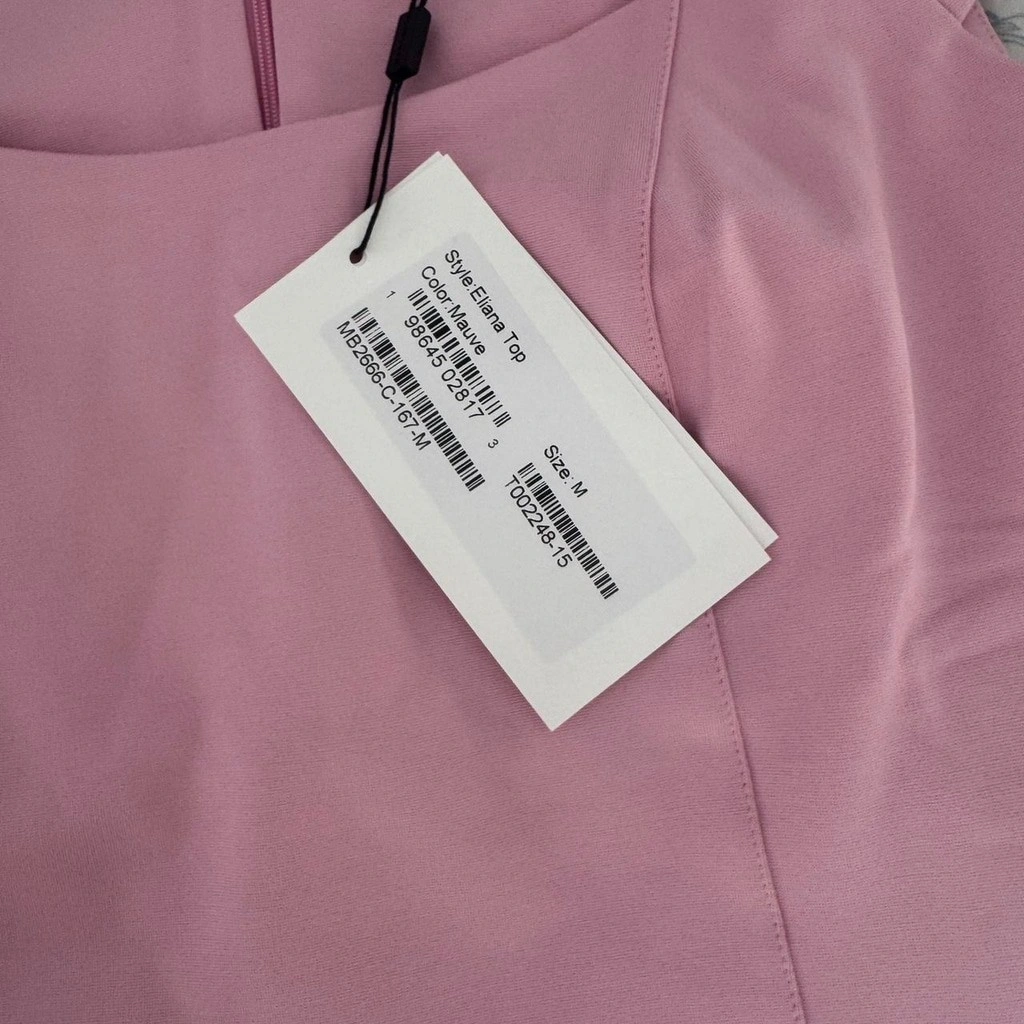 Style:Eliana Top
Color:Mauve
1 98645 02817 3
MB2666-C-167-M
Size: M
T002248-15